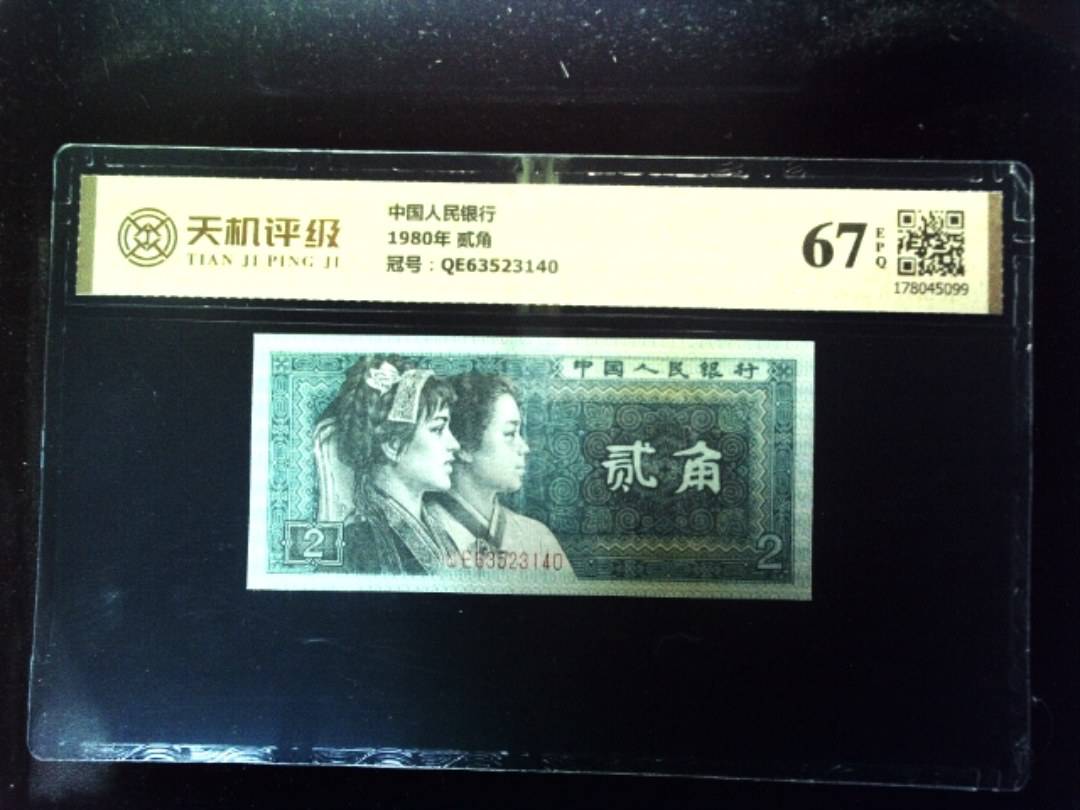 天机评级
TIAN JI PING JI
中国人民银行
1980年 贰角
冠号：QE63523140
67
EPQ
178045099
中国人民银行
贰角
2
2
QE63523140